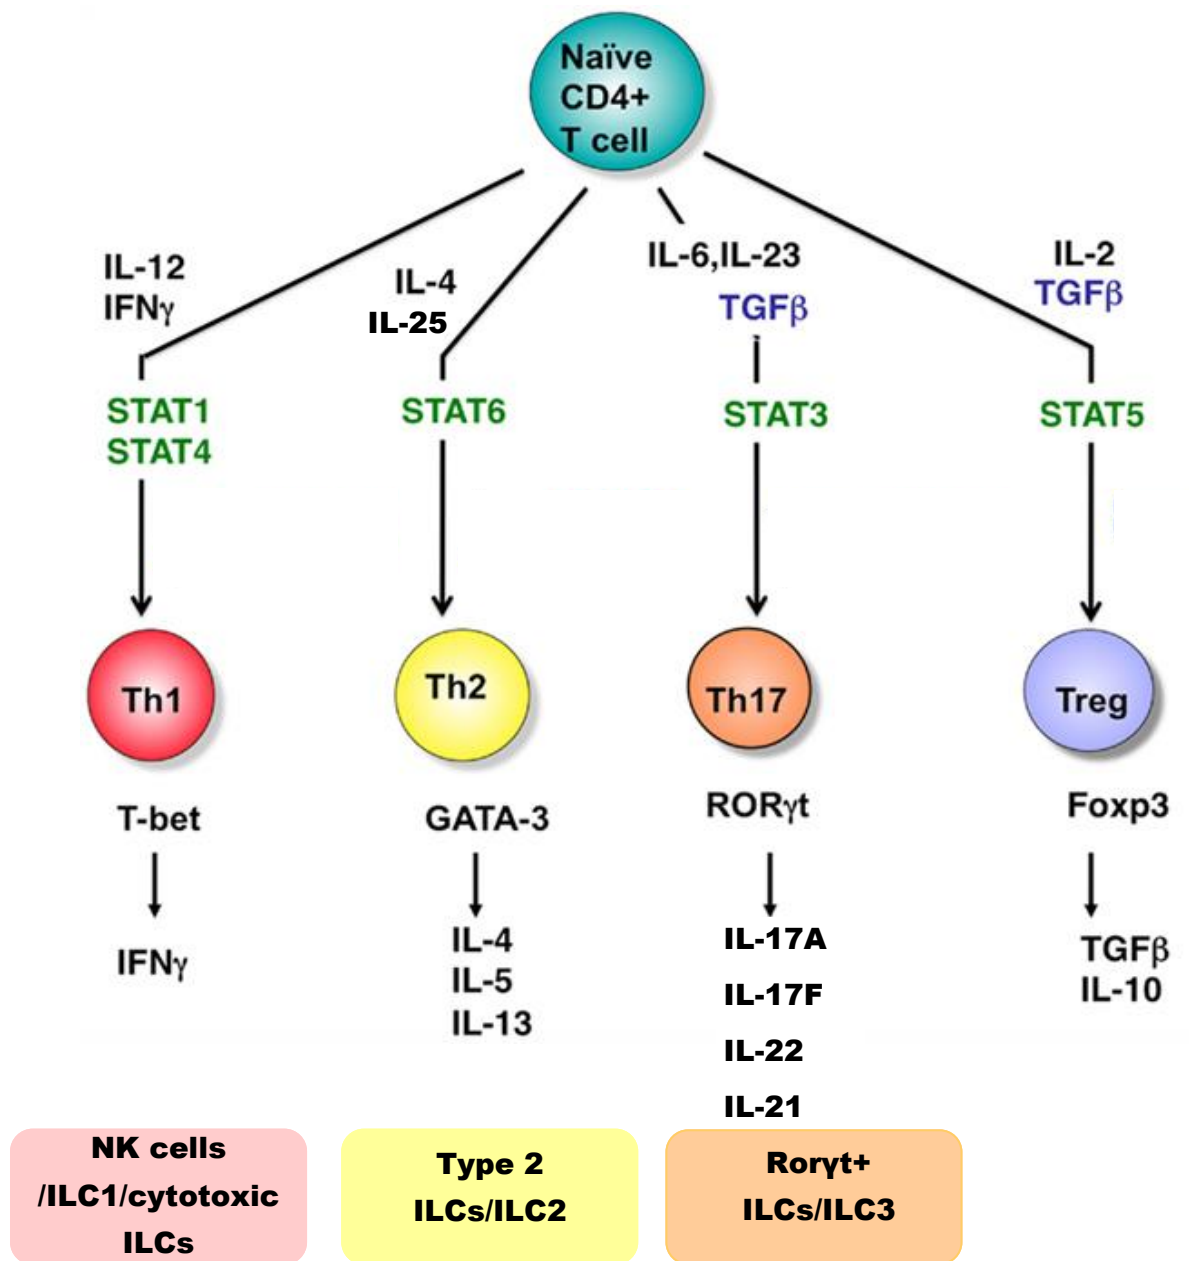 Naïve
CD4+
T cell
IL-12
IFNγ
IL-4
IL-25
IL-6,IL-23
TGFβ
IL-2
TGFβ
STAT1
STAT4
STAT6
STAT3
STAT5
Th1
Th2
Th17
Treg
T-bet
GATA-3
RORγt
Foxp3
IFNγ
IL-4
IL-5
IL-13
IL-17A
IL-17F
IL-22
IL-21
TGFβ
IL-10
NK cells
/ILC1/cytotoxic
ILCs
Type 2
ILCs/ILC2
Rorγt+
ILCs/ILC3